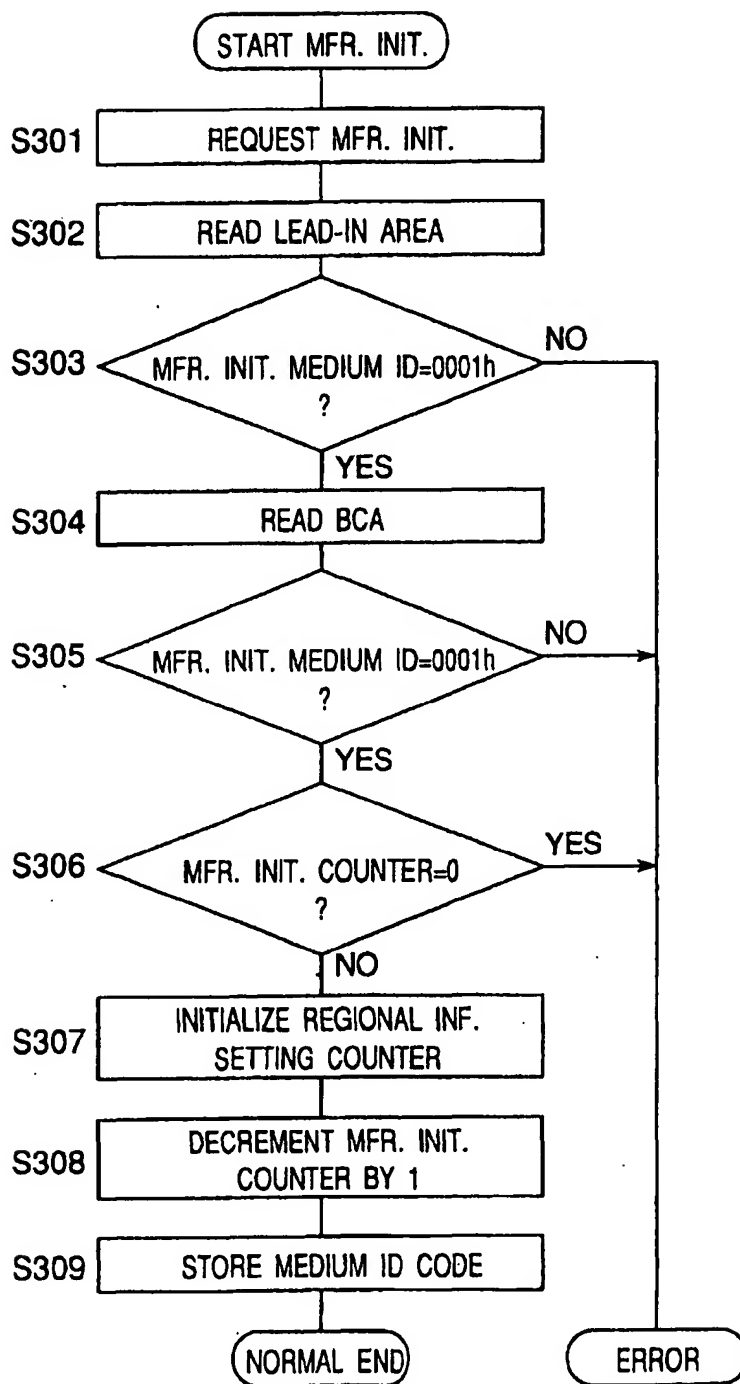 START MFR. INIT.
S301
REQUEST MFR. INIT.
S302
READ LEAD-IN AREA
S303
MFR. INIT. MEDIUM ID=0001h
?
NO
YES
S304
READ BCA
S305
MFR. INIT. MEDIUM ID=0001h
?
NO
YES
S306
MFR. INIT. COUNTER=0
?
YES
NO
S307
INITIALIZE REGIONAL INF.
SETTING COUNTER
S308
DECREMENT MFR. INIT.
COUNTER BY 1
S309
STORE MEDIUM ID CODE
NORMAL END
ERROR